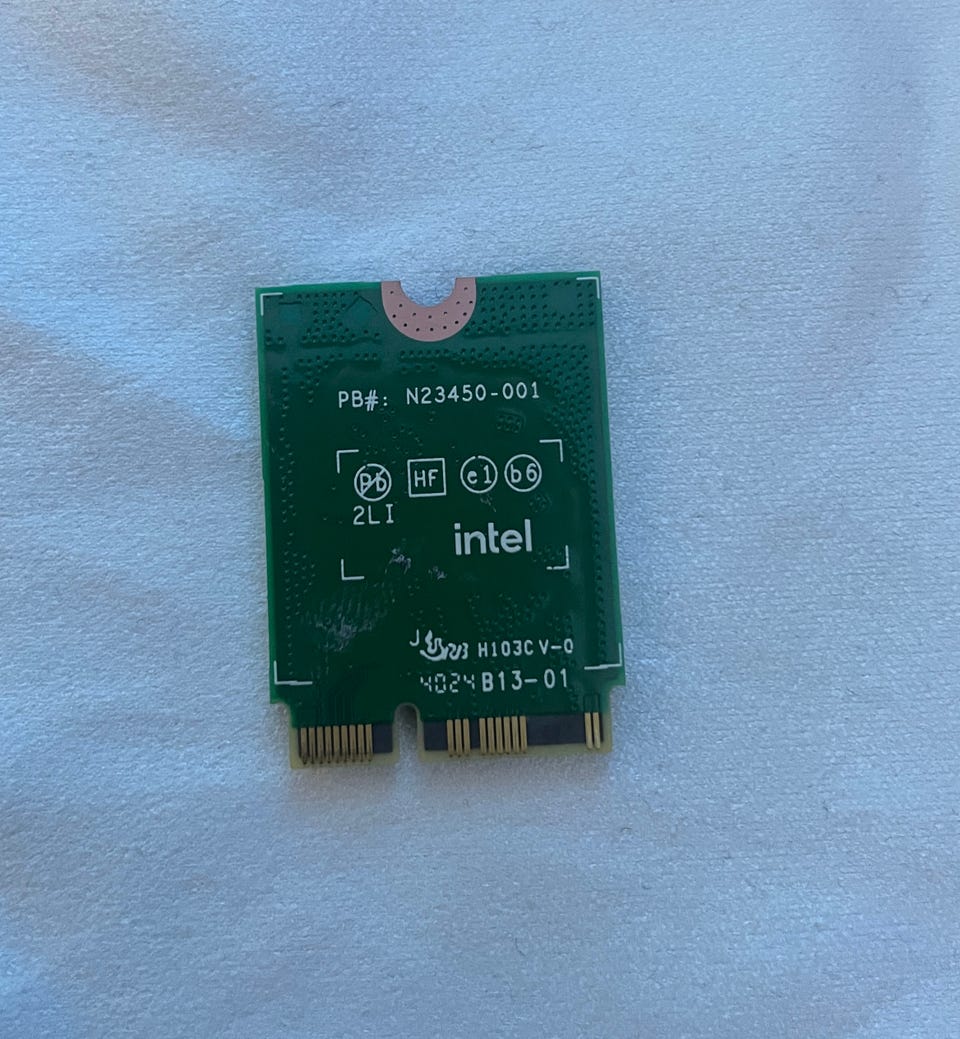 PB#: N23450-001
Pb HF e1 b6
2LI
intel
H103C V-0
4024 B13-01